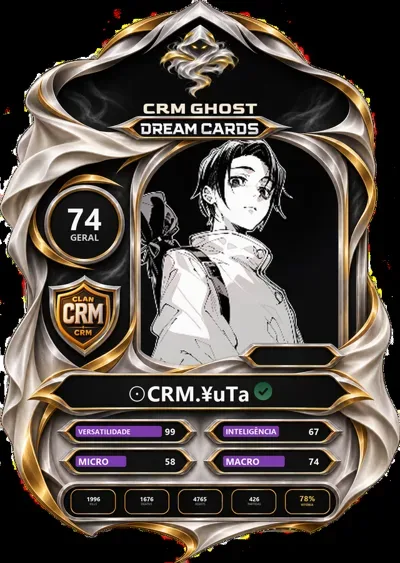 CRM GHOST
DREAM CARDS
74
GERAL
CLAN
CRM
CRM
⊙CRM.¥uTa
VERSATILIDADE 99
INTELIGÊNCIA 67
MICRO 58
MACRO 74
1996
1676
4765
426
78%